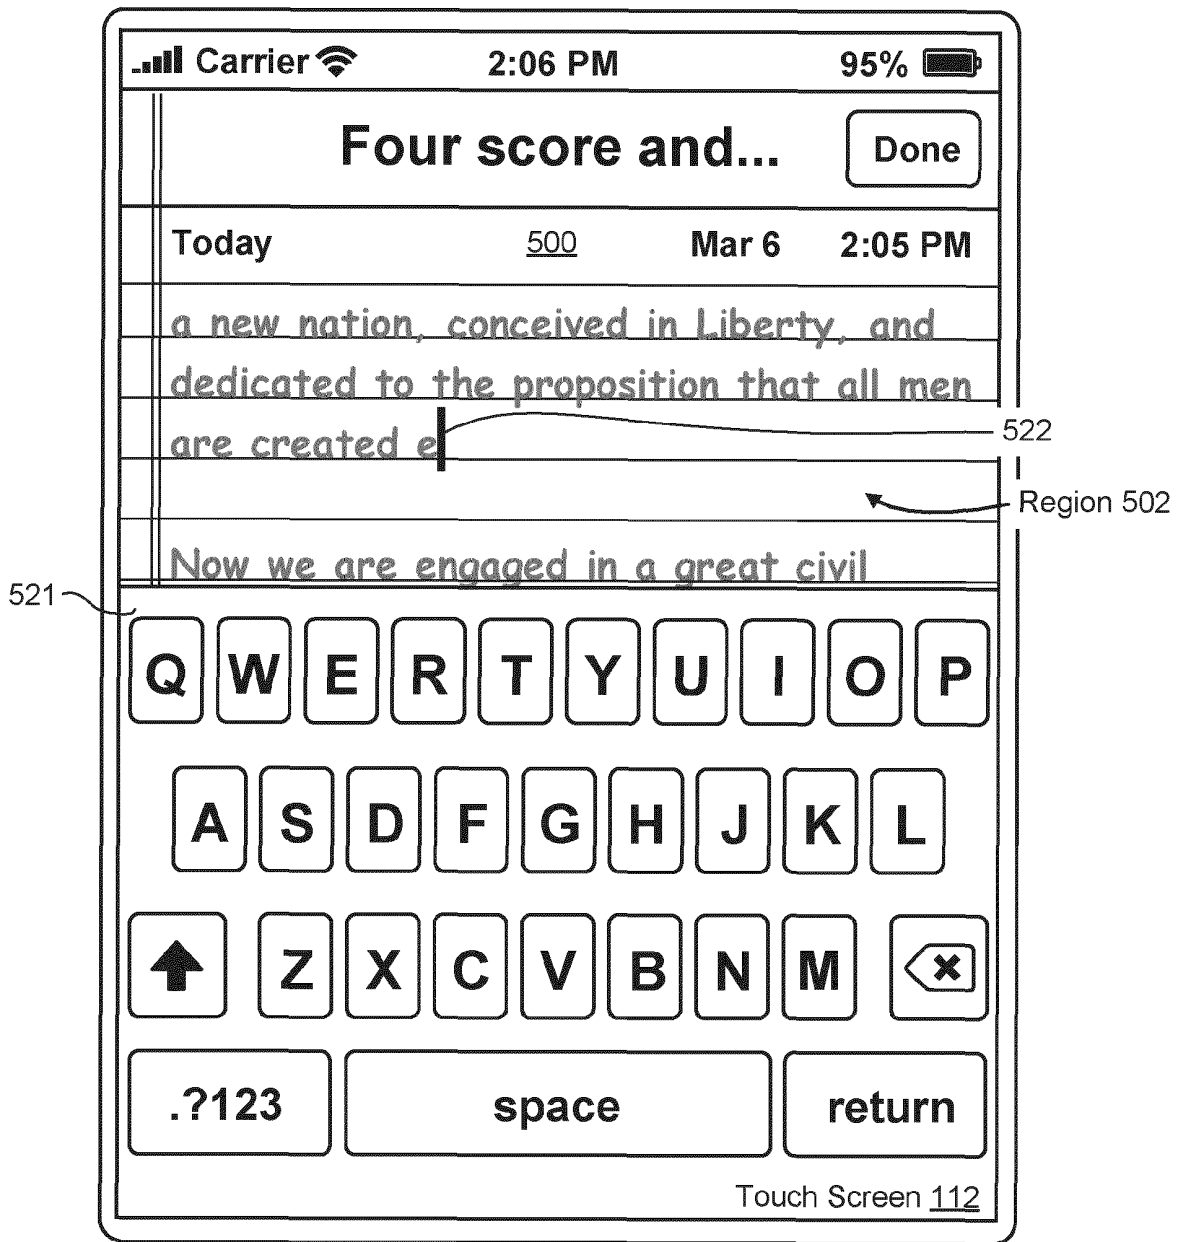 Carrier 2:06 PM 95%
Four score and... Done
Today 500 Mar 6 2:05 PM
a new nation, conceived in Liberty, and
dedicated to the proposition that all men
are created e
522
Region 502
Now we are engaged in a great civil
521
Q W E R T Y U I O P
A S D F G H J K L
Z X C V B N M
.?123 space return
Touch Screen 112